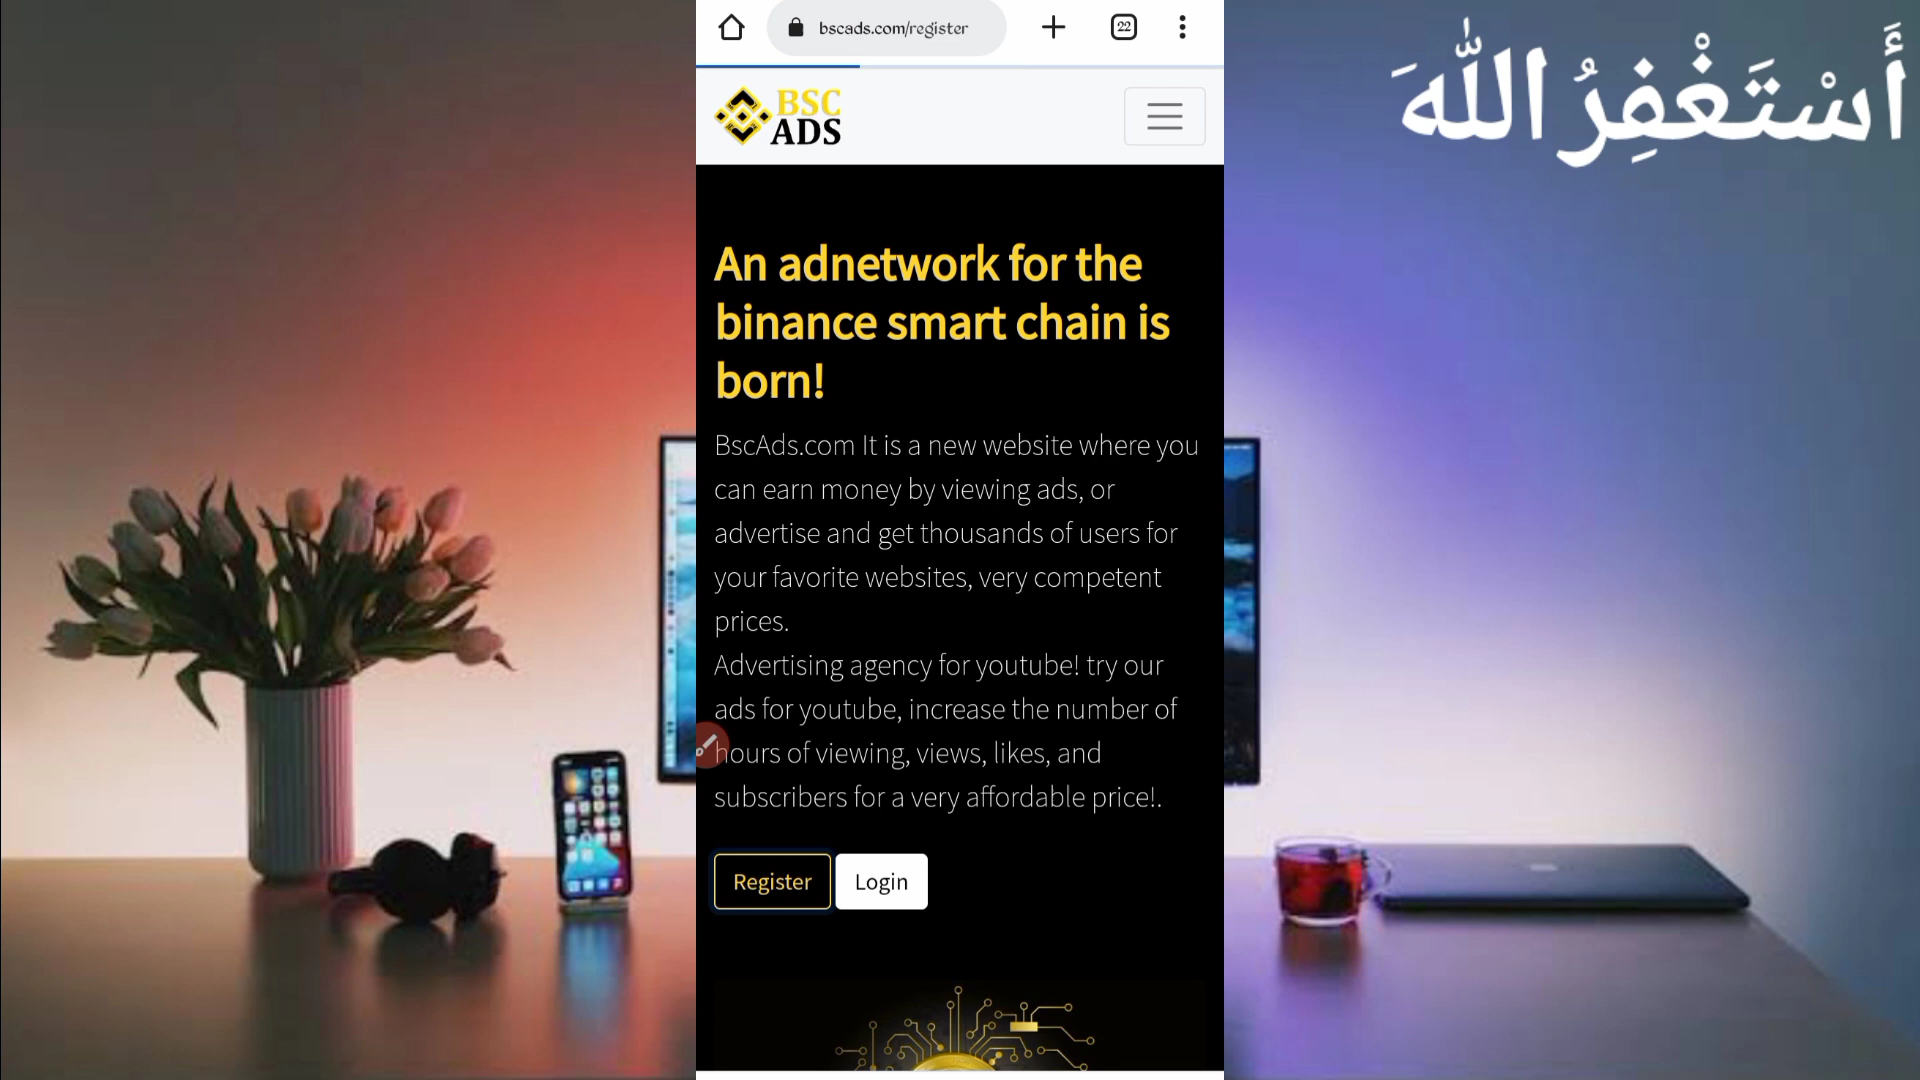 bscads.com/register
22
أَسْتَغْفِرُ اللّٰهَ
BSC
ADS
An adnetwork for the
binance smart chain is
born!
BscAds.com It is a new website where you
can earn money by viewing ads, or
advertise and get thousands of users for
your favorite websites, very competent
prices.
Advertising agency for youtube! try our
ads for youtube, increase the number of
hours of viewing, views, likes, and
subscribers for a very affordable price!.
Register
Login